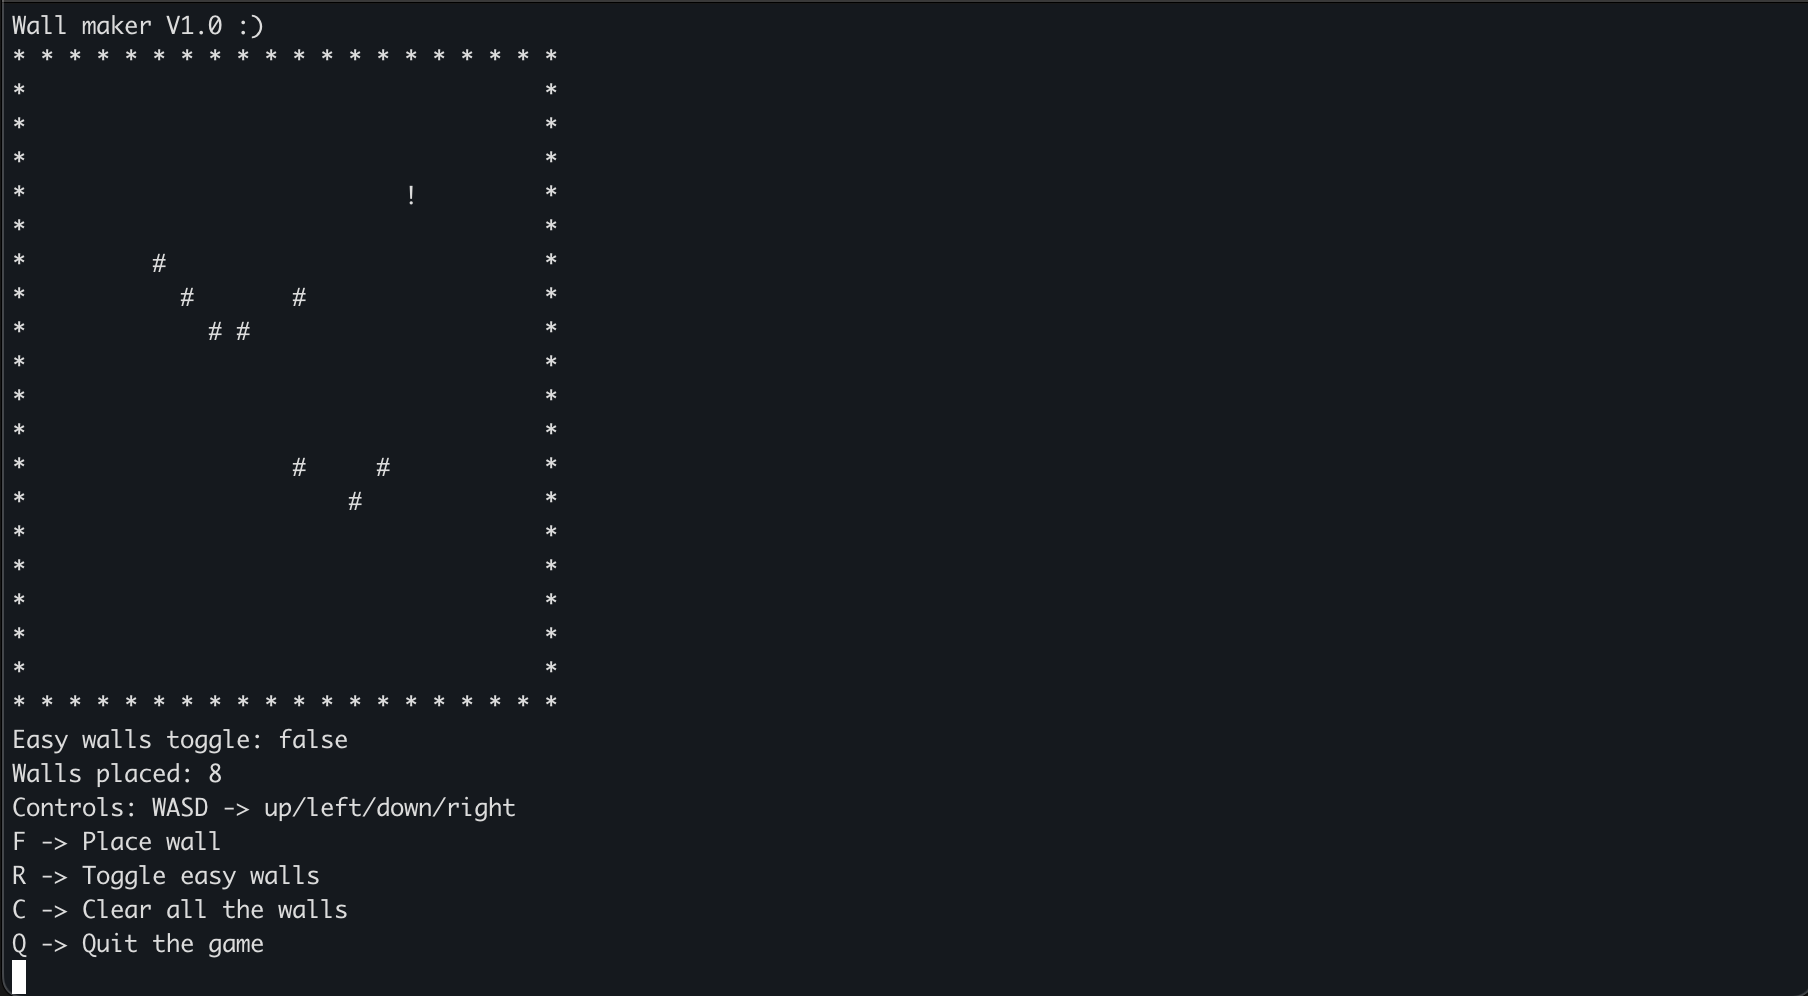 Wall maker V1.0 :)
* * * * * * * * * * * * * * * * * * * *
*                                     *
*                                     *
*                                     *
*                           !         *
*                                     *
*         #                           *
*           #       #                 *
*             # #                     *
*                                     *
*                                     *
*                                     *
*                   #     #           *
*                       #             *
*                                     *
*                                     *
*                                     *
*                                     *
*                                     *
* * * * * * * * * * * * * * * * * * * *
Easy walls toggle: false
Walls placed: 8
Controls: WASD -> up/left/down/right
F -> Place wall
R -> Toggle easy walls
C -> Clear all the walls
Q -> Quit the game